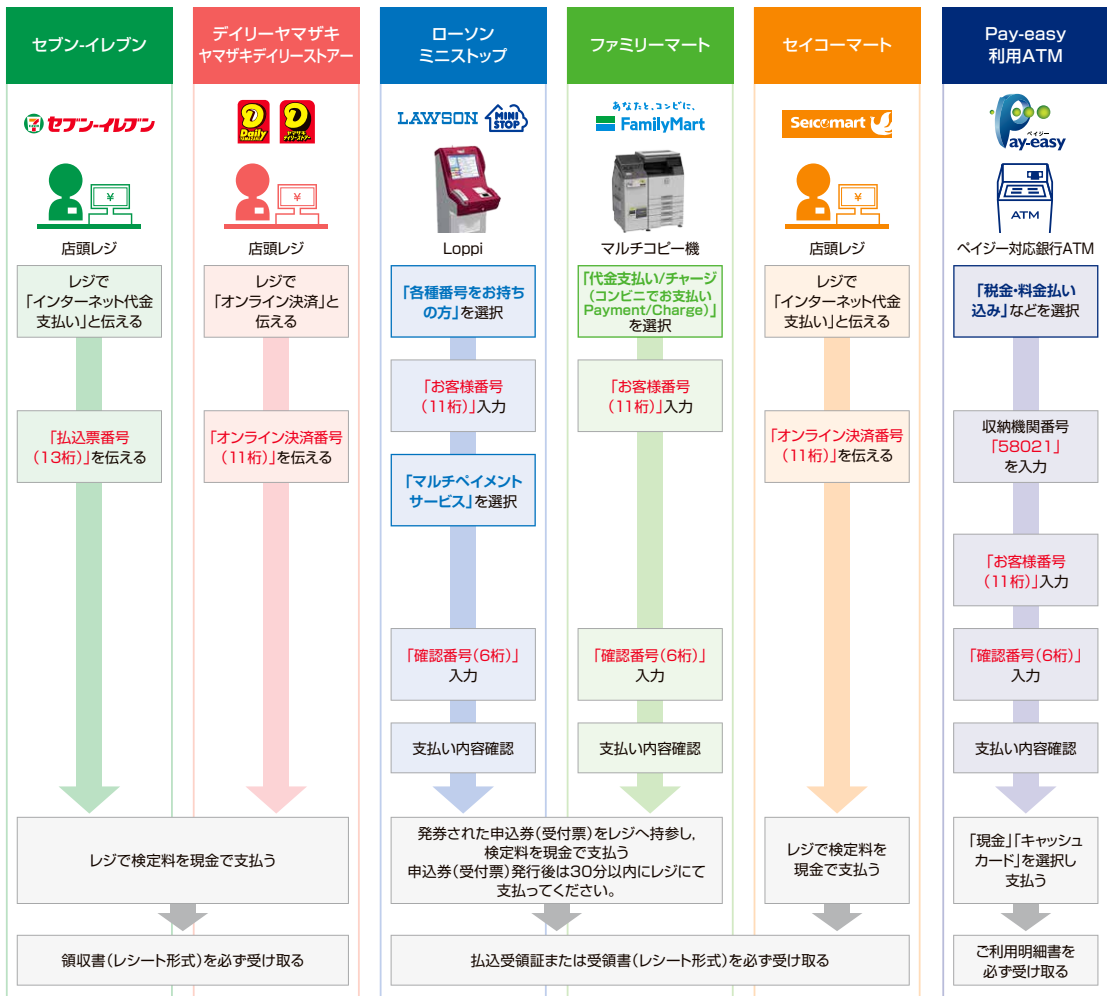 セブン-イレブン
デイリーヤマザキ
ヤマザキデイリーストアー
ローソン
ミニストップ
ファミリーマート
セイコーマート
Pay-easy
利用ATM
セブン-イレブン
Daily
YAMAZAKI
ヤマザキ
デイリーストアー
LAWSON
MINI
STOP
あなたと、コンビに、
FamilyMart
Seicomart
ペイジー
Pay-easy
¥
¥
¥
ATM
店頭レジ
店頭レジ
Loppi
マルチコピー機
店頭レジ
ペイジー対応銀行ATM
レジで
「インターネット代金
支払い」と伝える
「払込票番号
(13桁)」を伝える
レジで
「オンライン決済」と
伝える
「オンライン決済番号
(11桁)」を伝える
「各種番号をお持ち
の方」を選択
「お客様番号
(11桁)」入力
「マルチペイメント
サービス」を選択
「確認番号(6桁)」
入力
支払い内容確認
「代金支払い/チャージ
(コンビニでお支払い
Payment/Charge)」
を選択
「お客様番号
(11桁)」入力
「確認番号(6桁)」
入力
支払い内容確認
レジで
「インターネット代金
支払い」と伝える
「オンライン決済番号
(11桁)」を伝える
「税金・料金払い
込み」などを選択
収納機関番号
「58021」
を入力
「お客様番号
(11桁)」入力
「確認番号(6桁)」
入力
支払い内容確認
レジで検定料を現金で支払う
発券された申込券(受付票)をレジへ持参し,
検定料を現金で支払う
申込券(受付票)発行後は30分以内にレジにて
支払ってください。
レジで検定料を
現金で支払う
「現金」「キャッシュ
カード」を選択し
支払う
領収書(レシート形式)を必ず受け取る
払込受領証または受領書(レシート形式)を必ず受け取る
ご利用明細書を
必ず受け取る